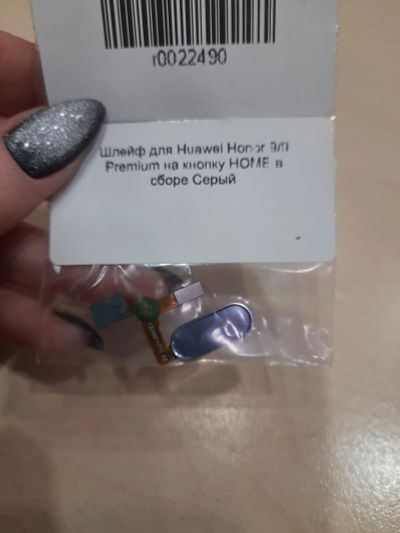 r0022490
Шлейф для Huawei Honor 9/9
Premium на кнопку HOME в
сборе Серый